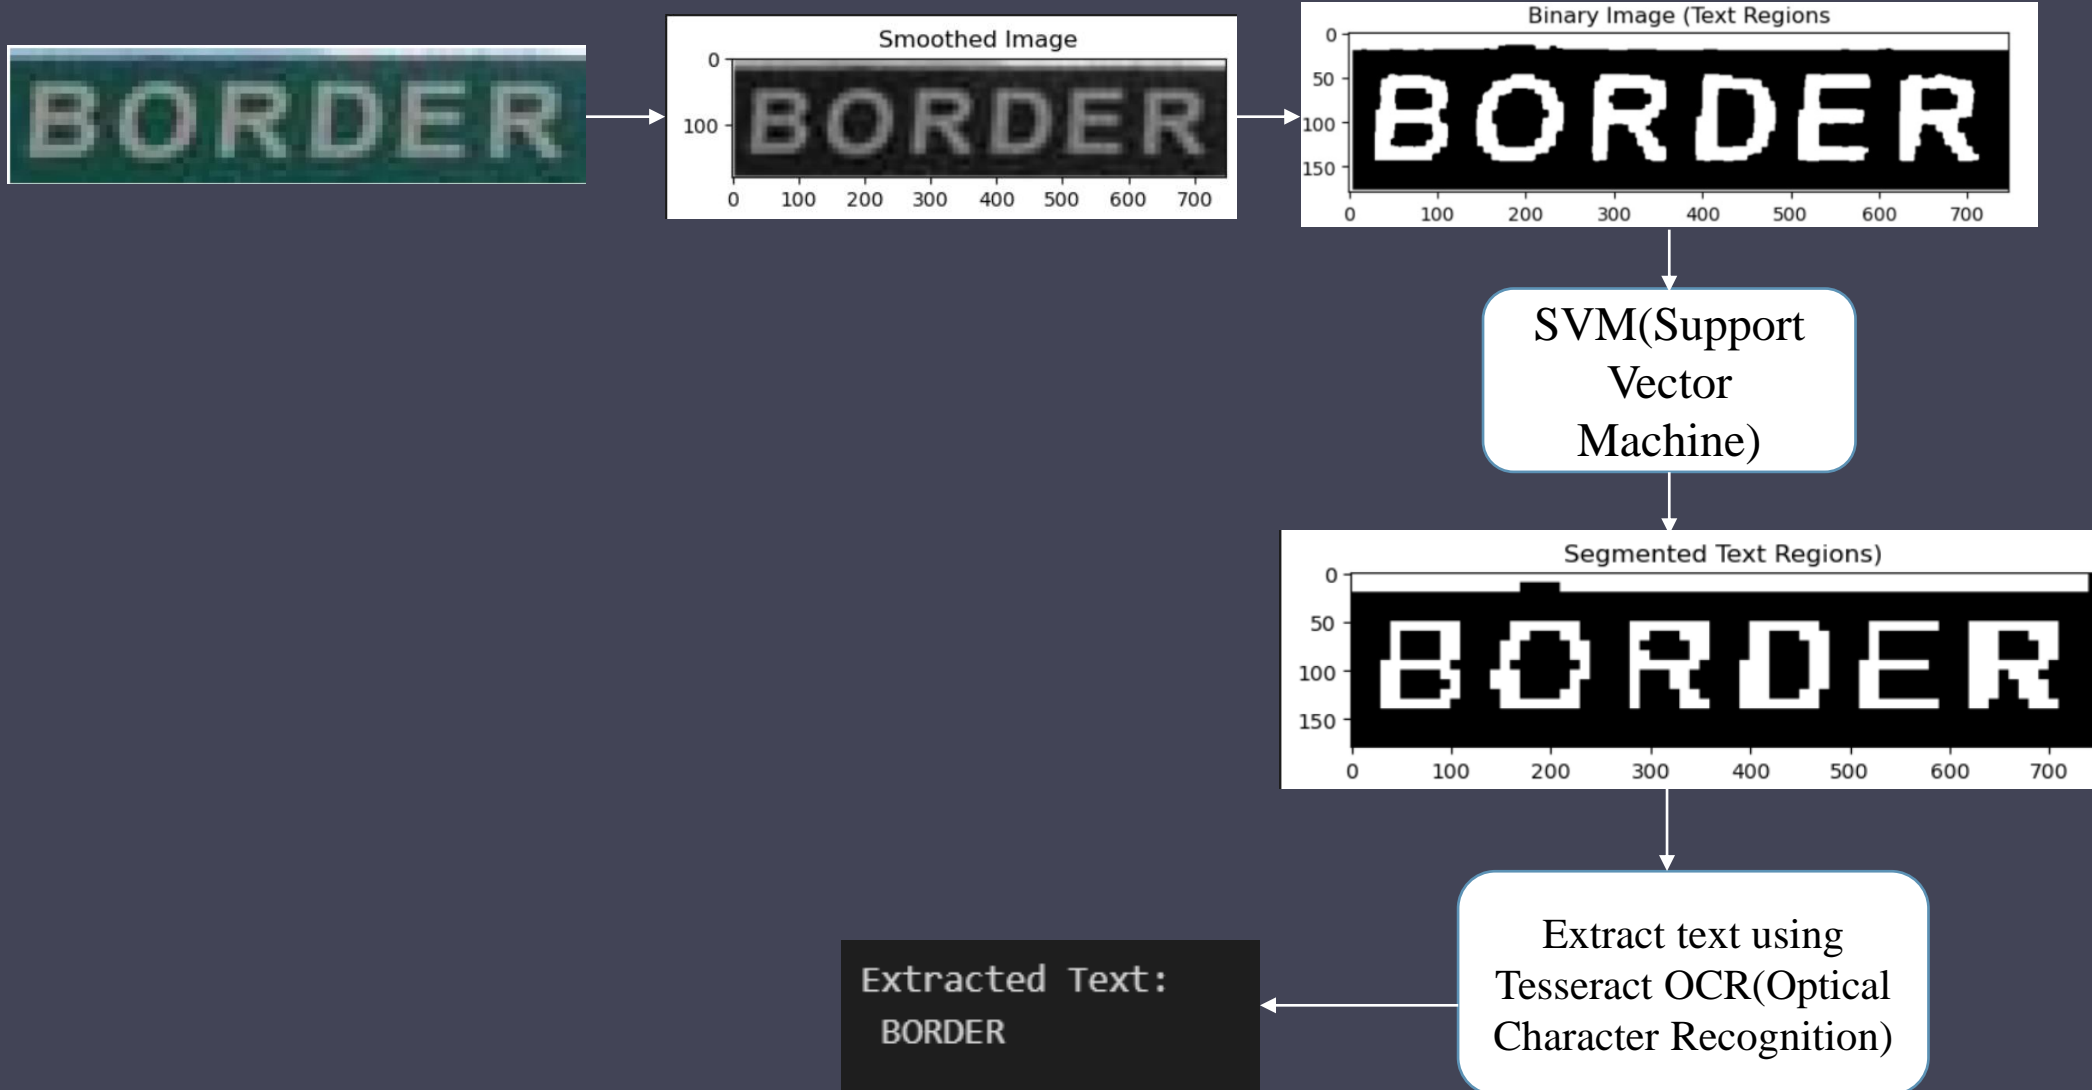 BORDER
Smoothed Image
0
100
BORDER
0 100 200 300 400 500 600 700
Binary Image (Text Regions
0
50
100
150
BORDER
0 100 200 300 400 500 600 700
SVM(Support
Vector
Machine)
Segmented Text Regions)
0
50
100
150
BORDER
0 100 200 300 400 500 600 700
Extract text using
Tesseract OCR(Optical
Character Recognition)
Extracted Text:
BORDER